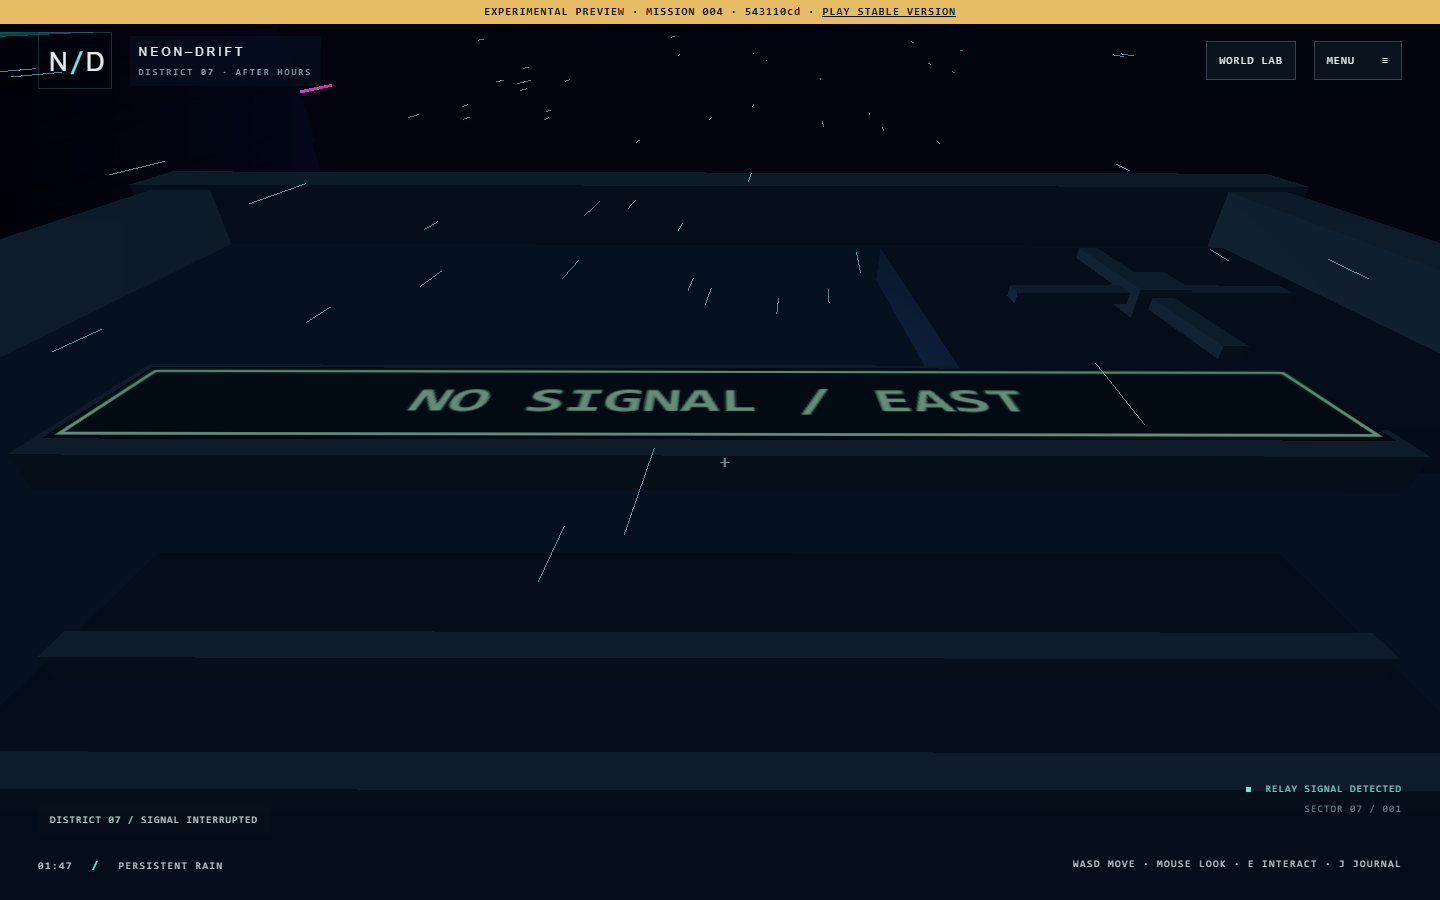 EXPERIMENTAL PREVIEW · MISSION 004 · 543110cd · PLAY STABLE VERSION
N/D
NEON—DRIFT
DISTRICT 07 · AFTER HOURS
WORLD LAB
MENU ≡
NO SIGNAL / EAST
RELAY SIGNAL DETECTED
SECTOR 07 / 001
DISTRICT 07 / SIGNAL INTERRUPTED
01:47 / PERSISTENT RAIN
WASD MOVE · MOUSE LOOK · E INTERACT · J JOURNAL